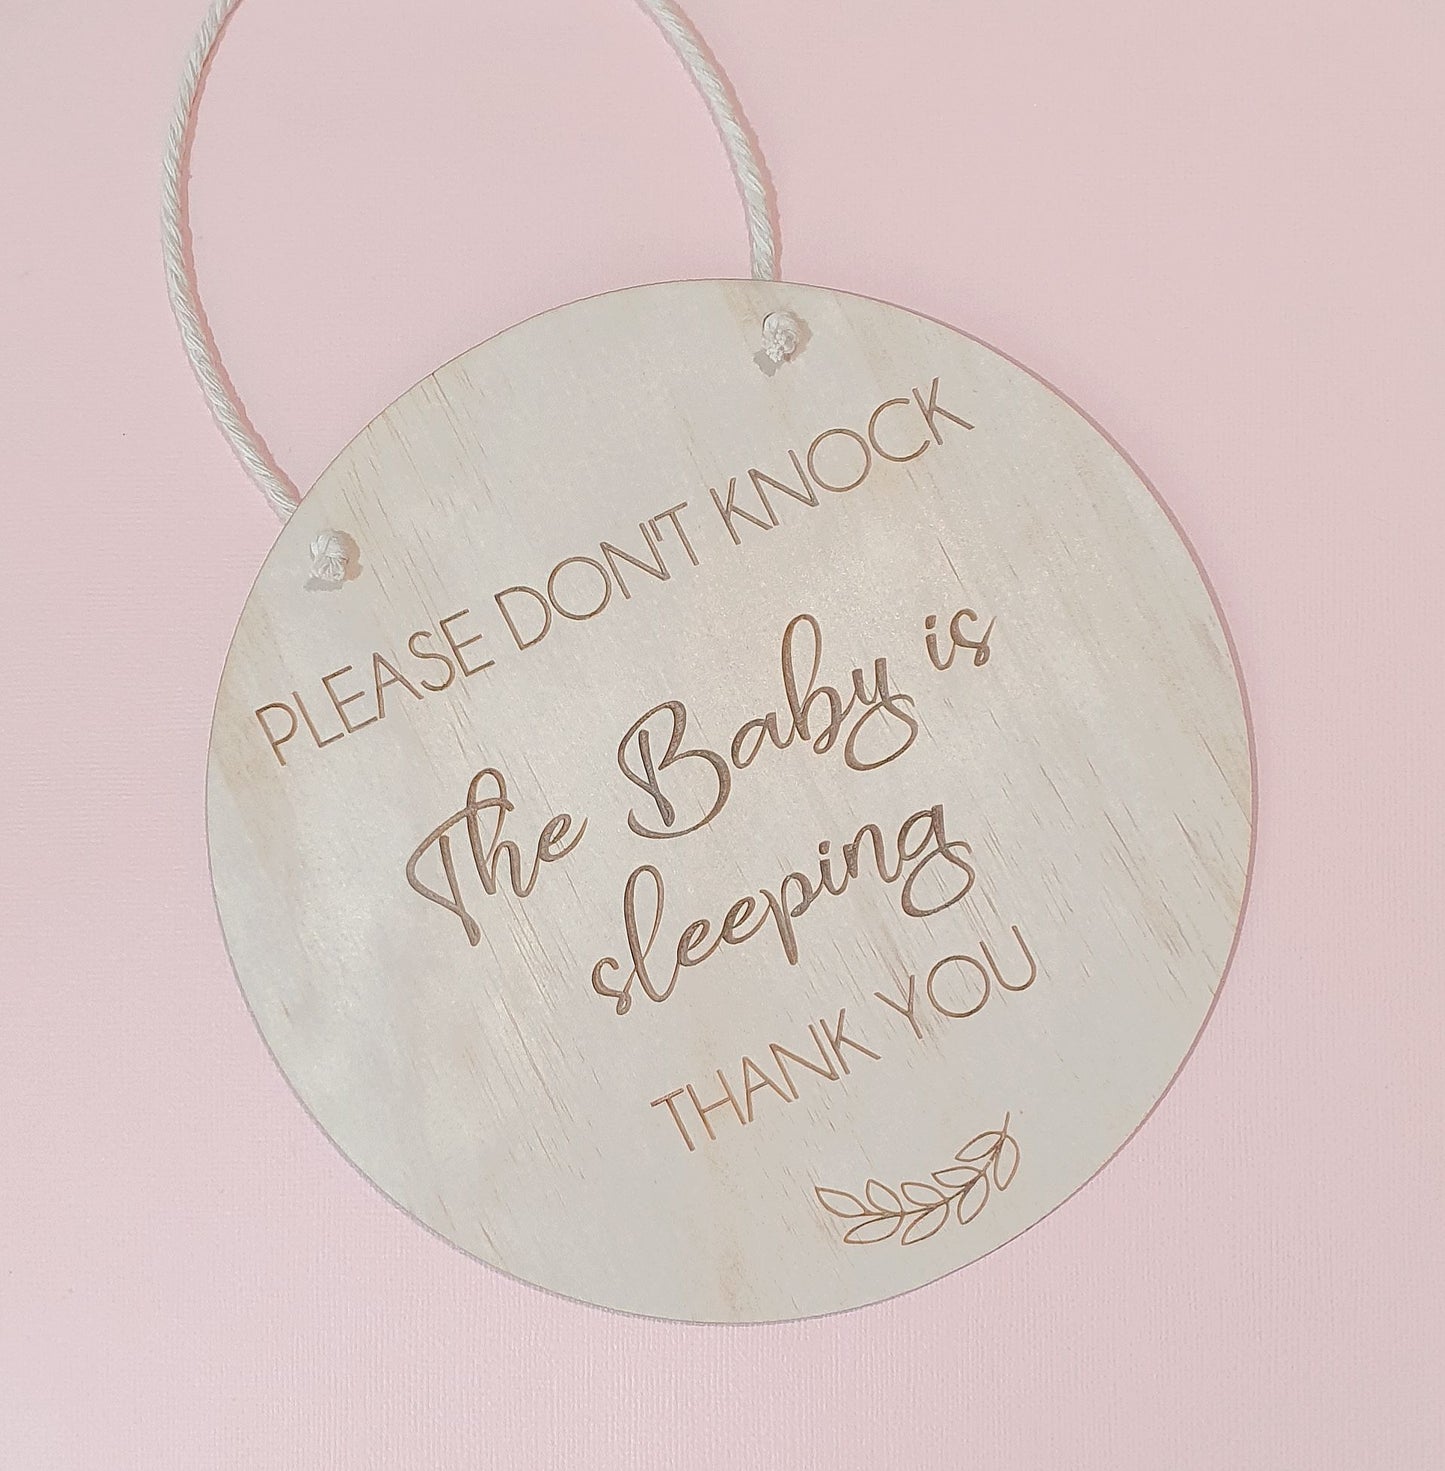 PLEASE DON'T KNOCK
The Baby is
sleeping
THANK YOU